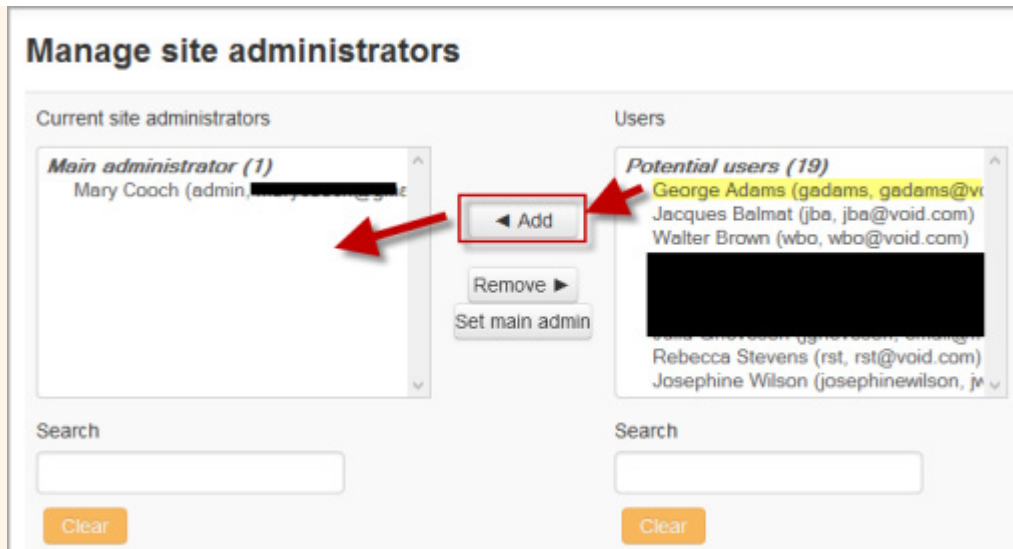 Manage site administrators
Current site administrators
Users
Main administrator (1)
Mary Cooch (admin,
Potential users (19)
George Adams (gadams, gadams@vo
Jacques Balmat (jba, jba@void.com)
Walter Brown (wbo, wbo@void.com)
◄ Add
Remove ►
Set main admin
Rebecca Stevens (rst, rst@void.com)
Josephine Wilson (josephinewilson, jw
Search
Search
Clear
Clear